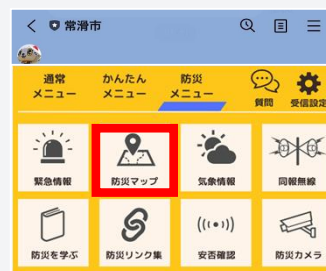 常滑市
通常 かんたん 防災
メニュー メニュー メニュー 質問 受信設定
緊急情報 防災マップ 気象情報 同報無線
防災を学ぶ 防災リンク集 安否確認 防災カメラ